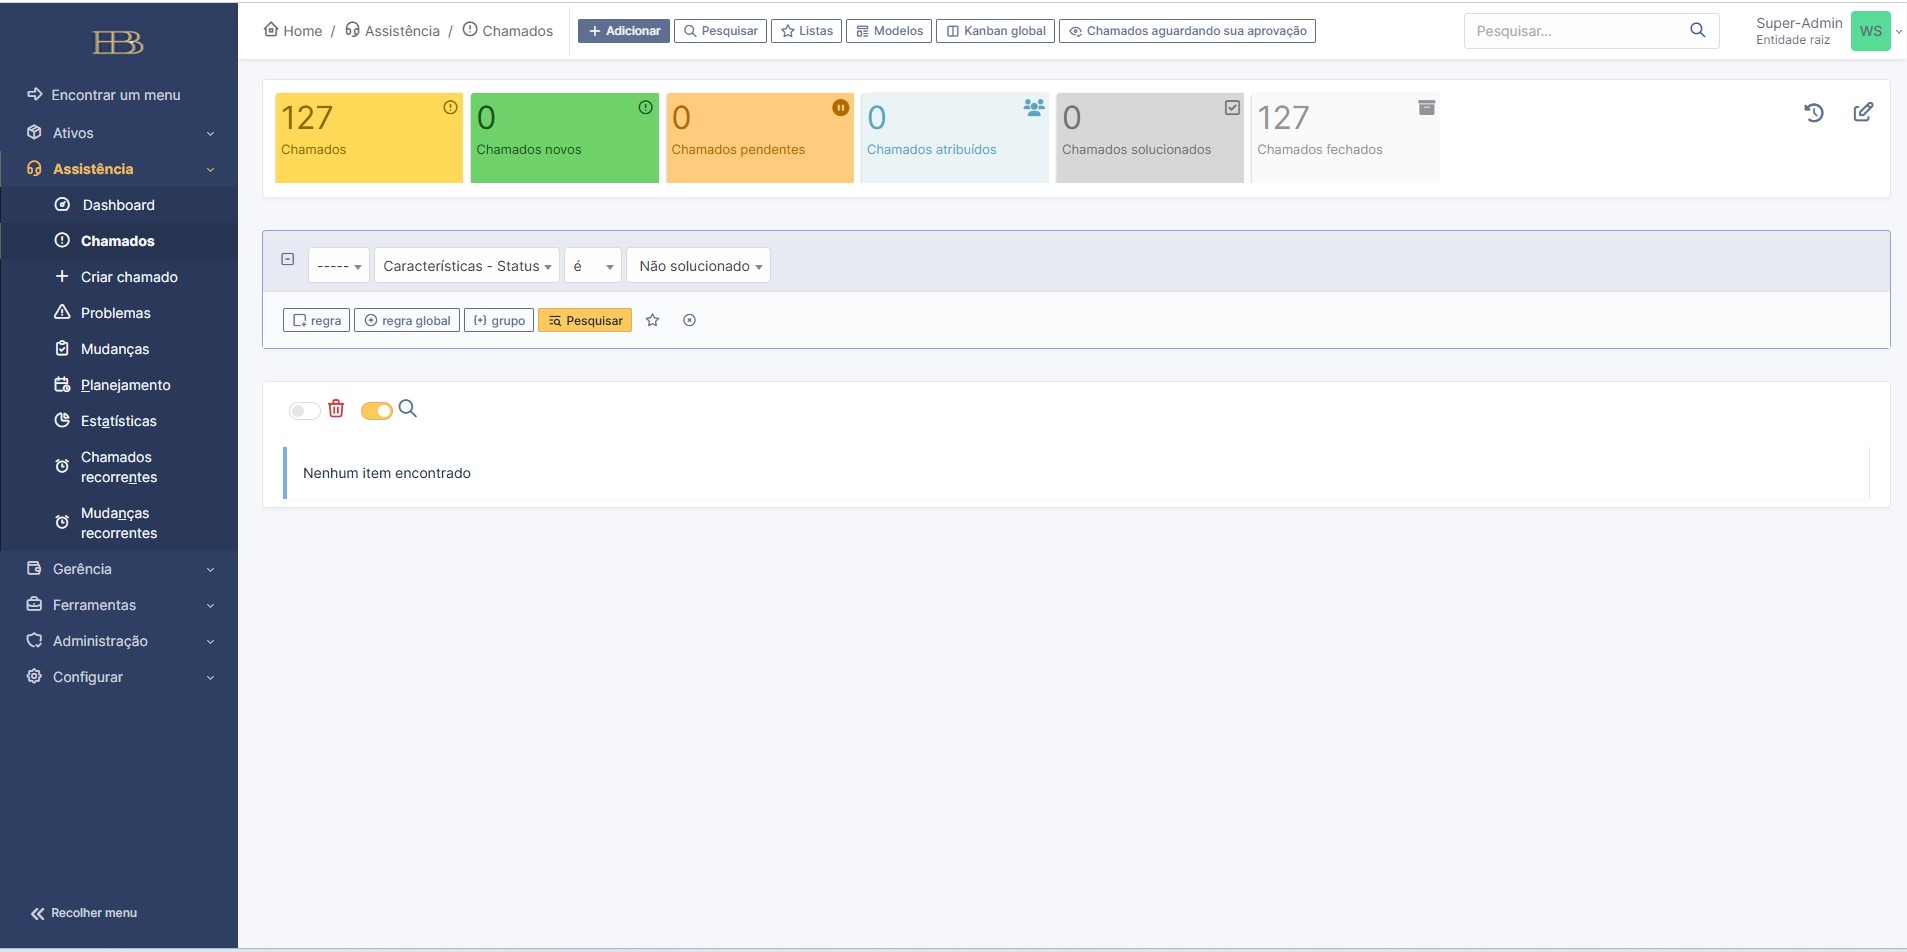 EBB
Encontrar um menu
Ativos
Assistência
Dashboard
Chamados
Criar chamado
Problemas
Mudanças
Planejamento
Estatísticas
Chamados
recorrentes
Mudanças
recorrentes
Gerência
Ferramentas
Administração
Configurar
Recolher menu
Home / Assistência / Chamados
+ Adicionar
Pesquisar
Listas
Modelos
Kanban global
Chamados aguardando sua aprovação
Pesquisar...
Super-Admin
Entidade raiz
WS
127
Chamados
0
Chamados novos
0
Chamados pendentes
0
Chamados atribuídos
0
Chamados solucionados
127
Chamados fechados
----- Características - Status é Não solucionado
regra regra global grupo Pesquisar
Nenhum item encontrado